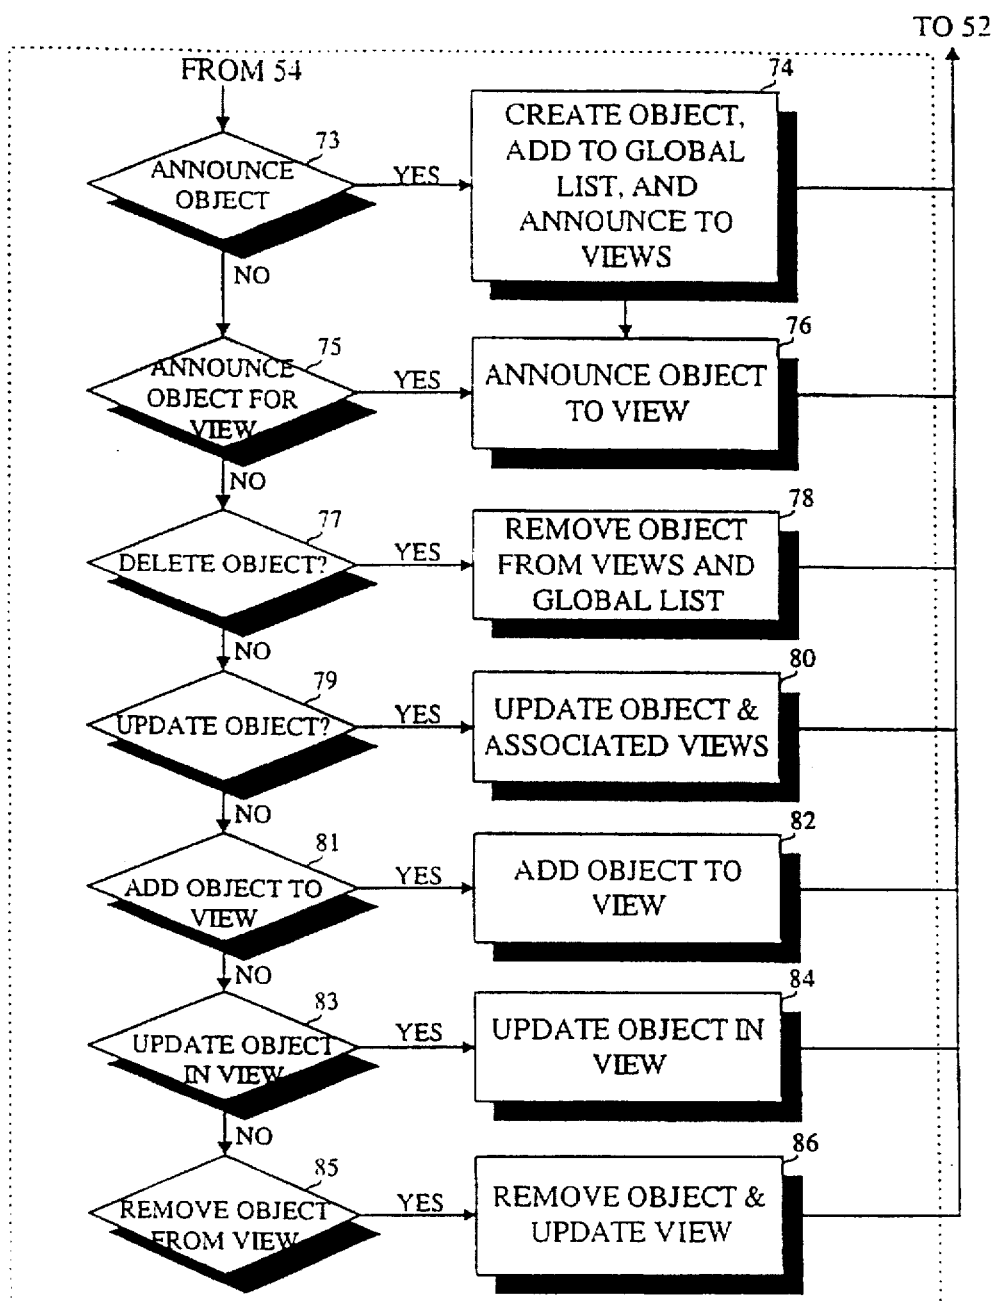 TO 52
FROM 54
73
ANNOUNCE
OBJECT
YES
74
CREATE OBJECT,
ADD TO GLOBAL
LIST, AND
ANNOUNCE TO
VIEWS
NO
75
ANNOUNCE
OBJECT FOR
VIEW
YES
76
ANNOUNCE OBJECT
TO VIEW
NO
77
DELETE OBJECT?
YES
78
REMOVE OBJECT
FROM VIEWS AND
GLOBAL LIST
NO
79
UPDATE OBJECT?
YES
80
UPDATE OBJECT &
ASSOCIATED VIEWS
NO
81
ADD OBJECT TO
VIEW
YES
82
ADD OBJECT TO
VIEW
NO
83
UPDATE OBJECT
IN VIEW
YES
84
UPDATE OBJECT IN
VIEW
NO
85
REMOVE OBJECT
FROM VIEW
YES
86
REMOVE OBJECT &
UPDATE VIEW